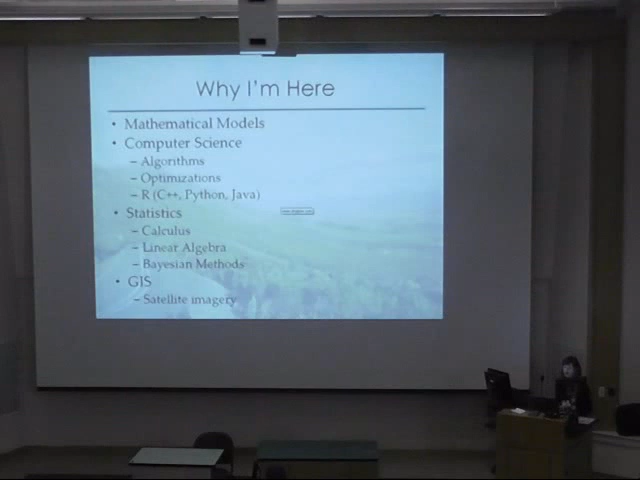 Why I'm Here
• Mathematical Models
• Computer Science
– Algorithms
– Optimizations
– R (C++, Python, Java)
• Statistics
– Calculus
– Linear Algebra
– Bayesian Methods
• GIS
– Satellite imagery